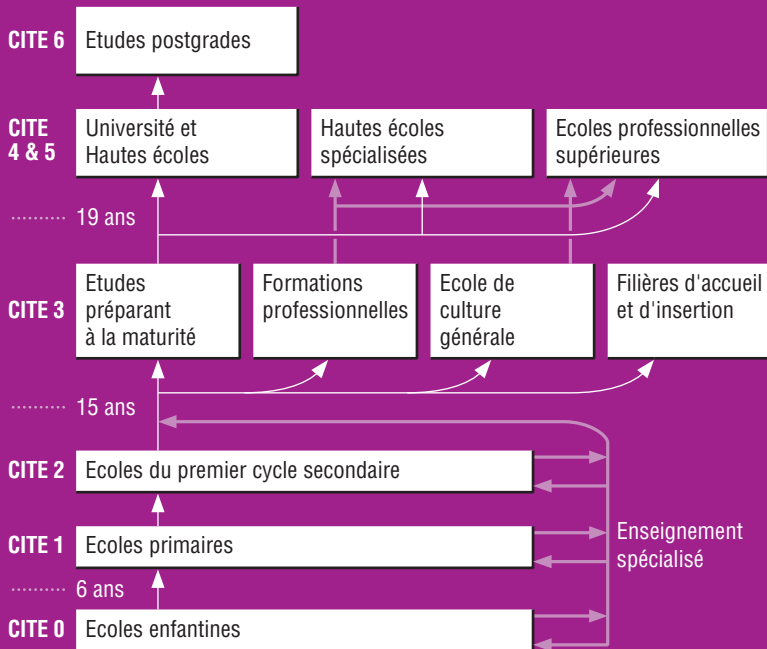 CITE 6
Etudes postgrades
CITE
4 & 5
Université et
Hautes écoles
Hautes écoles
spécialisées
Ecoles professionnelles
supérieures
.......... 19 ans
CITE 3
Etudes
préparant
à la maturité
Formations
professionnelles
Ecole de
culture
générale
Filières d'accueil
et d'insertion
.......... 15 ans
CITE 2
Ecoles du premier cycle secondaire
CITE 1
Ecoles primaires
Enseignement
spécialisé
.......... 6 ans
CITE 0
Ecoles enfantines